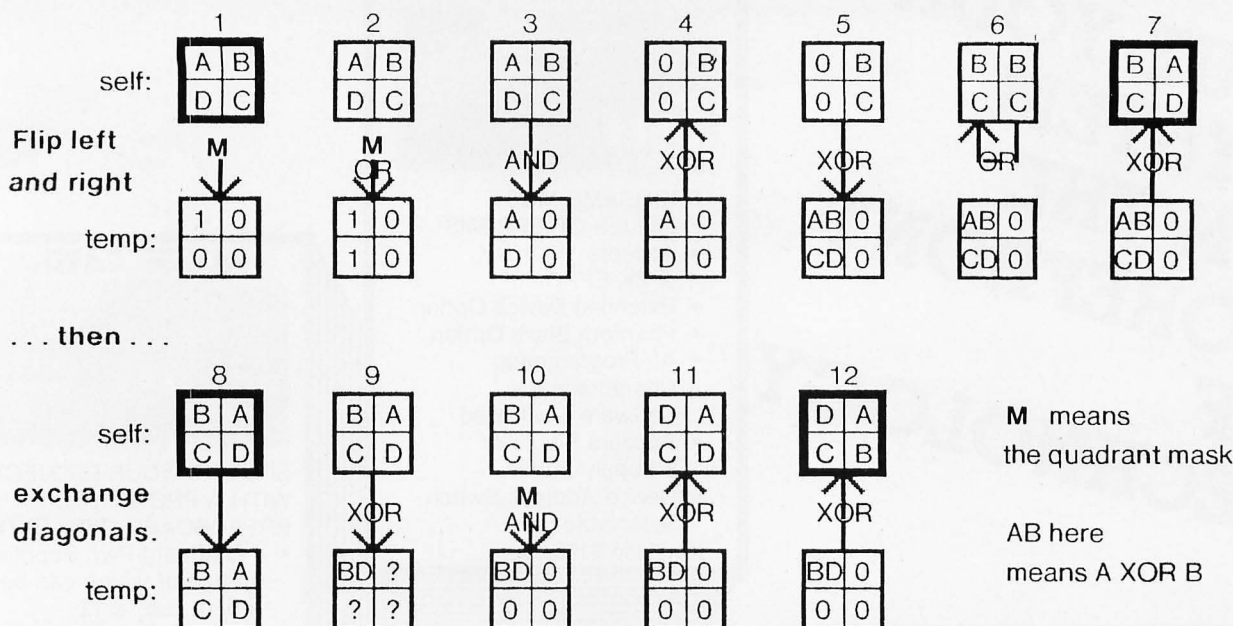 1 2 3 4 5 6 7
self:
A B A B A B 0 B 0 B B B B A
D C D C D C 0 C 0 C C C C D
Flip left
and right
M M OR AND XOR XOR OR XOR
temp:
1 0 1 0 A 0 A 0 AB 0 AB 0 AB 0
0 0 1 0 D 0 D 0 CD 0 CD 0 CD 0
. . . then . . .
8 9 10 11 12
self:
B A B A B A D A D A
C D C D C D C D C B
exchange
diagonals.
XOR M AND XOR XOR
temp:
B A BD ? BD 0 BD 0 BD 0
C D ? ? 0 0 0 0 0 0
M means
the quadrant mask
AB here
means A XOR B